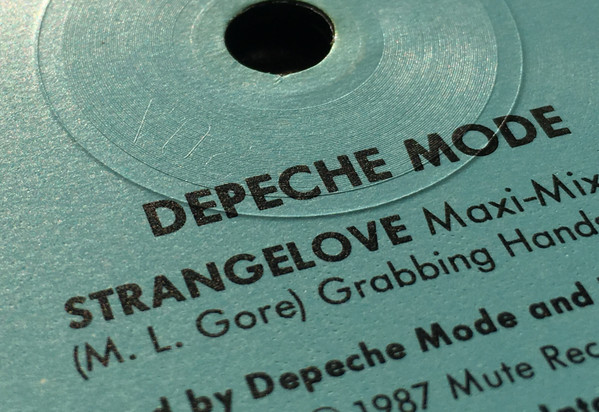 DEPECHE MODE
STRANGELOVE Maxi-Mix
(M. L. Gore) Grabbing Hands
by Depeche Mode and
© 1987 Mute Rec